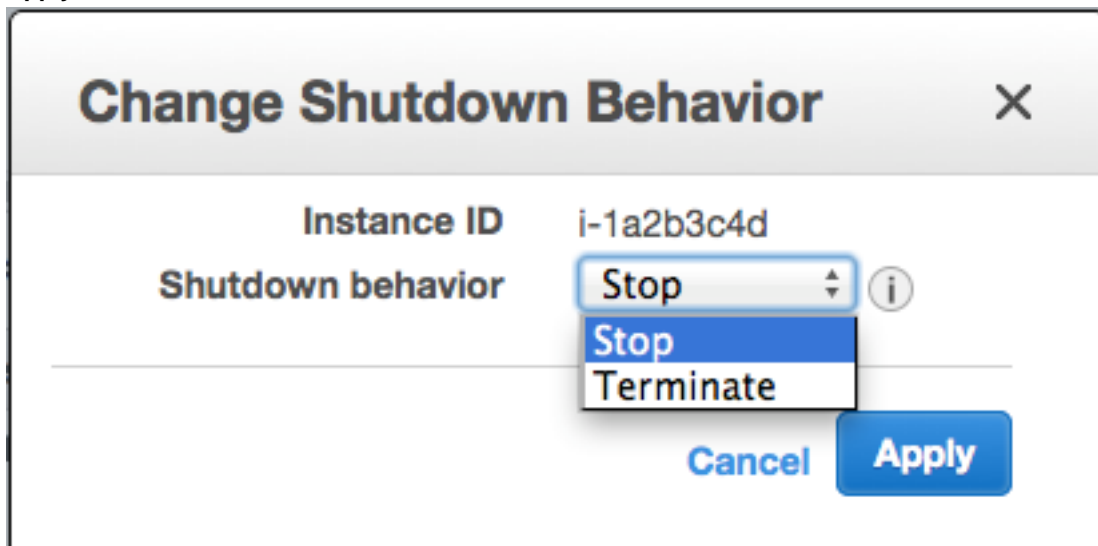 Change Shutdown Behavior
Instance ID i-1a2b3c4d
Shutdown behavior Stop
Stop
Terminate
Cancel Apply